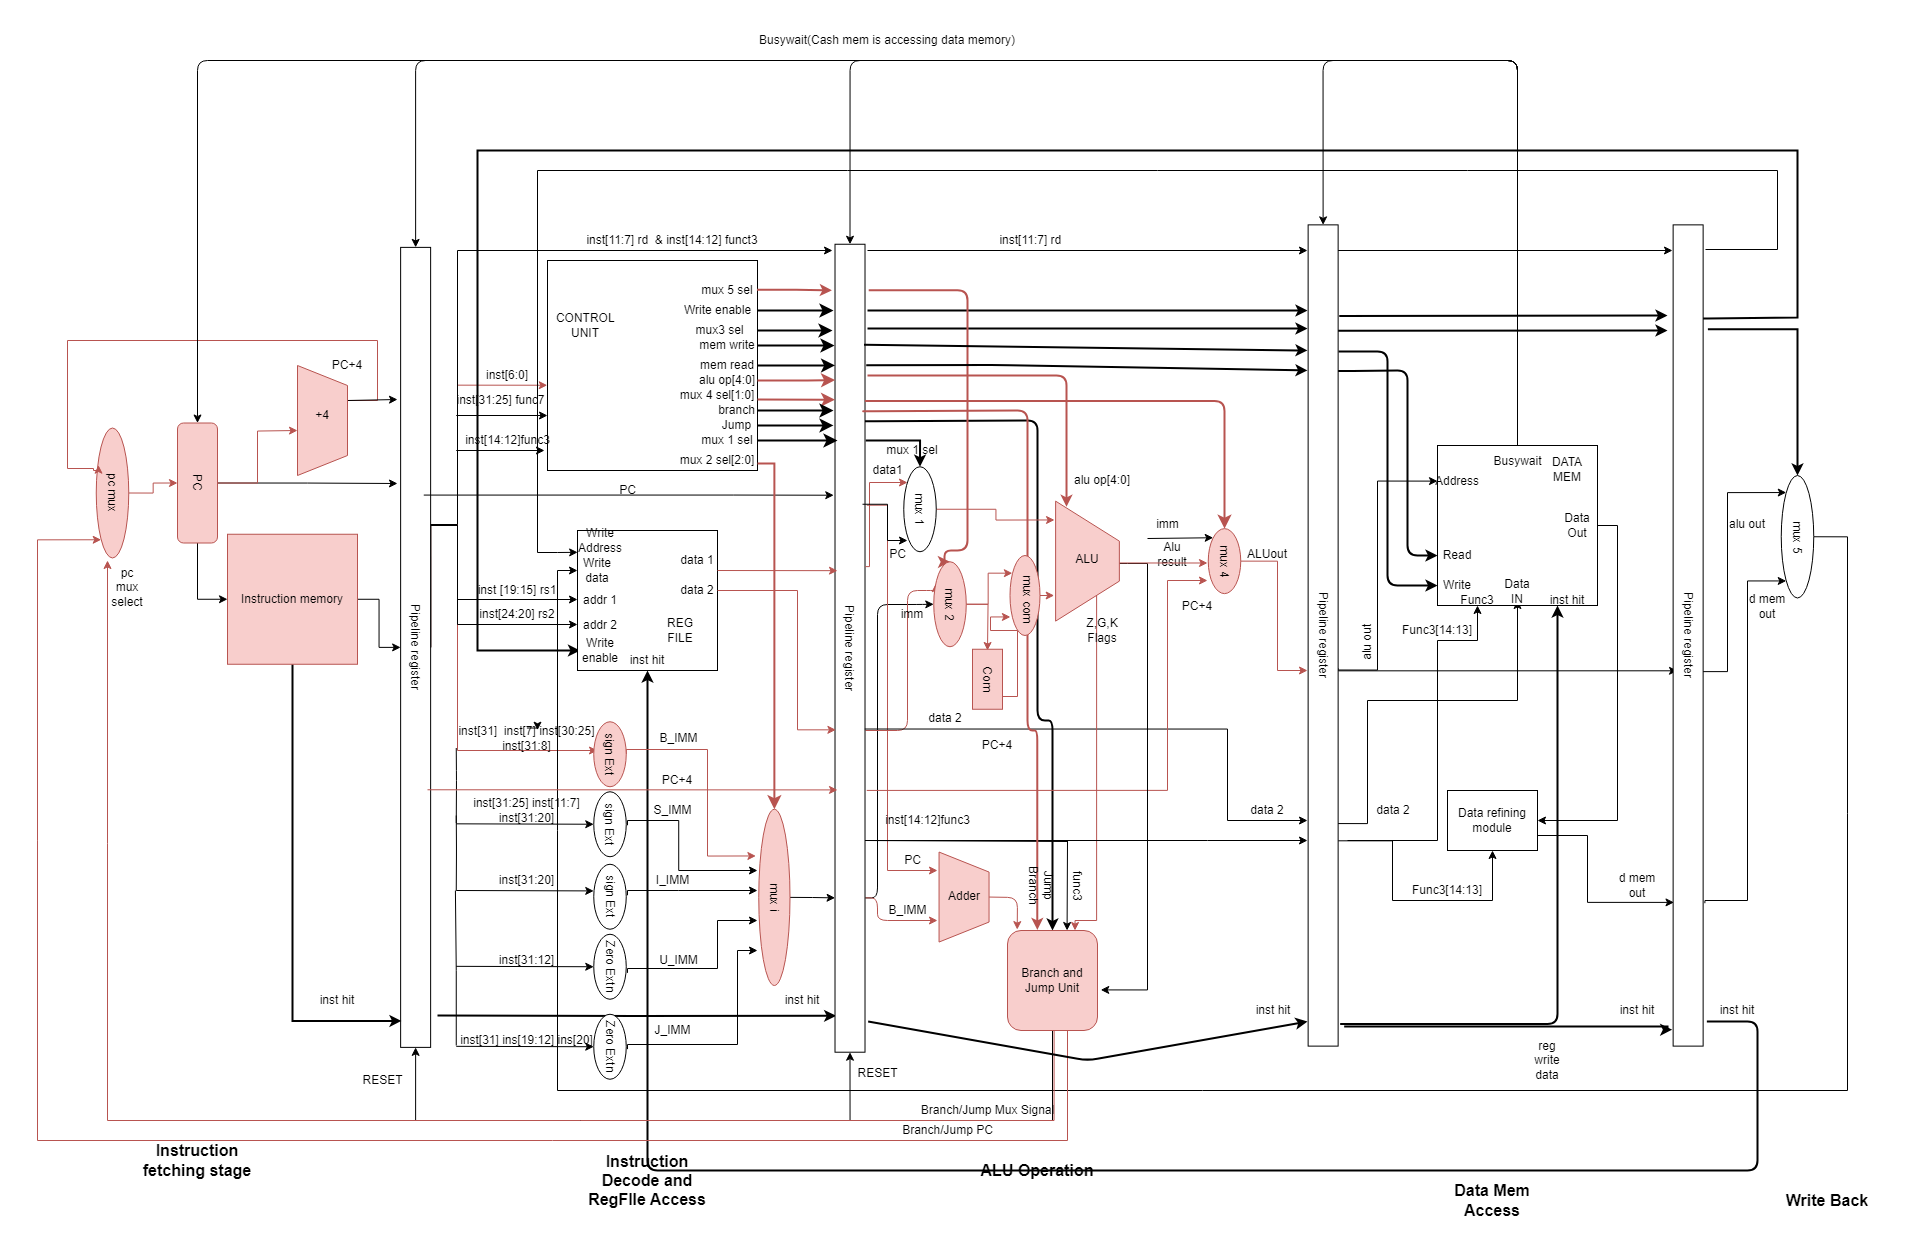 Busywait(Cash mem is accessing data memory)
inst[11:7] rd & inst[14:12] funct3
inst[11:7] rd
mux 5 sel
Write enable
mux3 sel
mem write
mem read
alu op[4:0]
mux 4 sel[1:0]
branch
Jump
mux 1 sel
mux 2 sel[2:0]
CONTROL
UNIT
inst[6:0]
inst[31:25] func7
inst[14:12]func3
PC+4
+4
pc mux
PC
pc
mux
select
Instruction memory
Pipeline register
PC
Write
Address
Write
data
addr 1
addr 2
Write
enable
data 1
data 2
REG
FILE
inst hit
inst [19:15] rs1
inst[24:20] rs2
inst[31] inst[7] inst[30:25]
inst[31:8]
sign Ext
B_IMM
PC+4
inst[31:25] inst[11:7]
inst[31:20]
sign Ext
S_IMM
inst[31:20]
sign Ext
I_IMM
inst[31:12]
Zero Extn
U_IMM
inst[31] ins[19:12] ins[20]
Zero Extn
J_IMM
mux i
inst hit
inst hit
RESET
RESET
Pipeline register
mux 1 sel
data1
mux 1
PC
imm
mux 2
mux com
Com
alu op[4:0]
ALU
Z,G,K
Flags
imm
Alu
result
mux 4
ALUout
PC+4
data 2
PC+4
inst[14:12]func3
PC
B_IMM
Adder
Branch
Jump
func3
Branch and
Jump Unit
data 2
inst hit
Pipeline register
alu out
Busywait
DATA
MEM
Address
Data
Out
Read
Write
Func3
Data
IN
inst hit
Func3[14:13]
data 2
Data refining
module
Func3[14:13]
d mem
out
inst hit
reg
write
data
Pipeline register
alu out
mux 5
d mem
out
inst hit
Branch/Jump Mux Signal
Branch/Jump PC
Instruction
fetching stage
Instruction
Decode and
RegFIle Access
ALU Operation
Data Mem
Access
Write Back